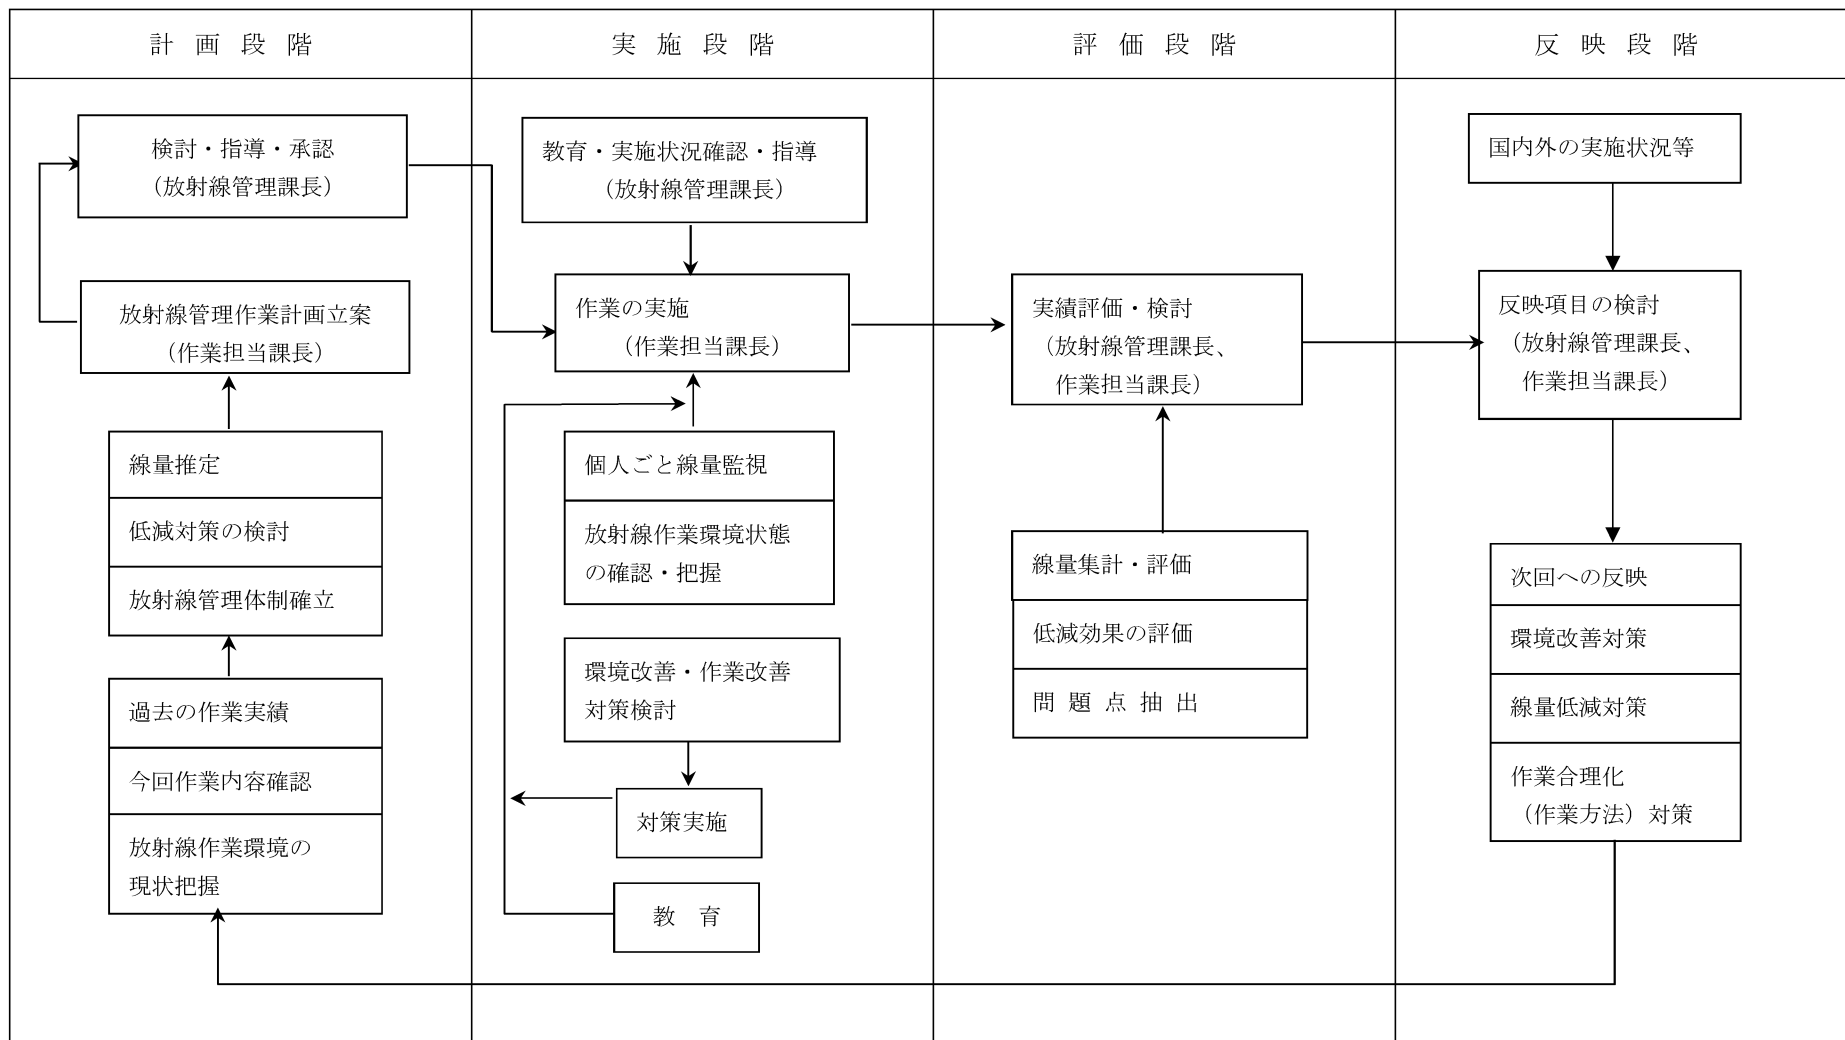 計 画 段 階
実 施 段 階
評 価 段 階
反 映 段 階
検討・指導・承認
（放射線管理課長）
放射線管理作業計画立案
（作業担当課長）
線量推定
低減対策の検討
放射線管理体制確立
過去の作業実績
今回作業内容確認
放射線作業環境の
現状把握
教育・実施状況確認・指導
（放射線管理課長）
作業の実施
（作業担当課長）
個人ごと線量監視
放射線作業環境状態
の確認・把握
環境改善・作業改善
対策検討
対策実施
教　育
実績評価・検討
（放射線管理課長、
作業担当課長）
線量集計・評価
低減効果の評価
問 題 点 抽 出
国内外の実施状況等
反映項目の検討
（放射線管理課長、
作業担当課長）
次回への反映
環境改善対策
線量低減対策
作業合理化
（作業方法）対策